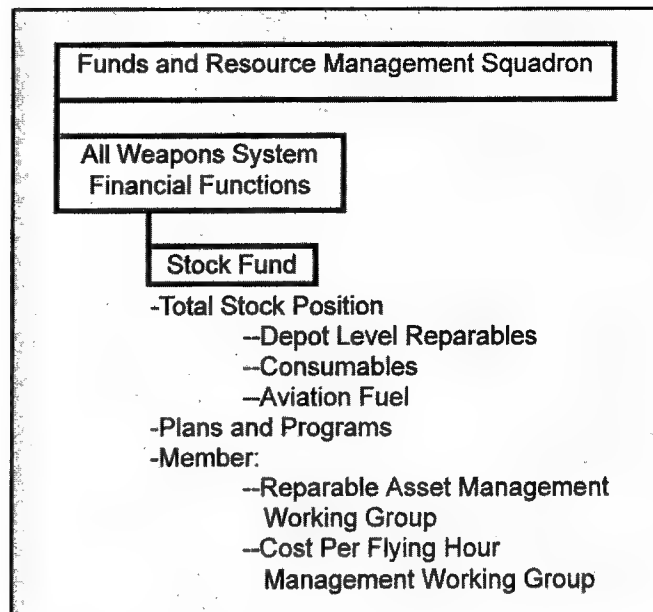 Funds and Resource Management Squadron
All Weapons System
Financial Functions
Stock Fund
-Total Stock Position
--Depot Level Reparables
--Consumables
--Aviation Fuel
-Plans and Programs
-Member:
--Reparable Asset Management
Working Group
--Cost Per Flying Hour
Management Working Group